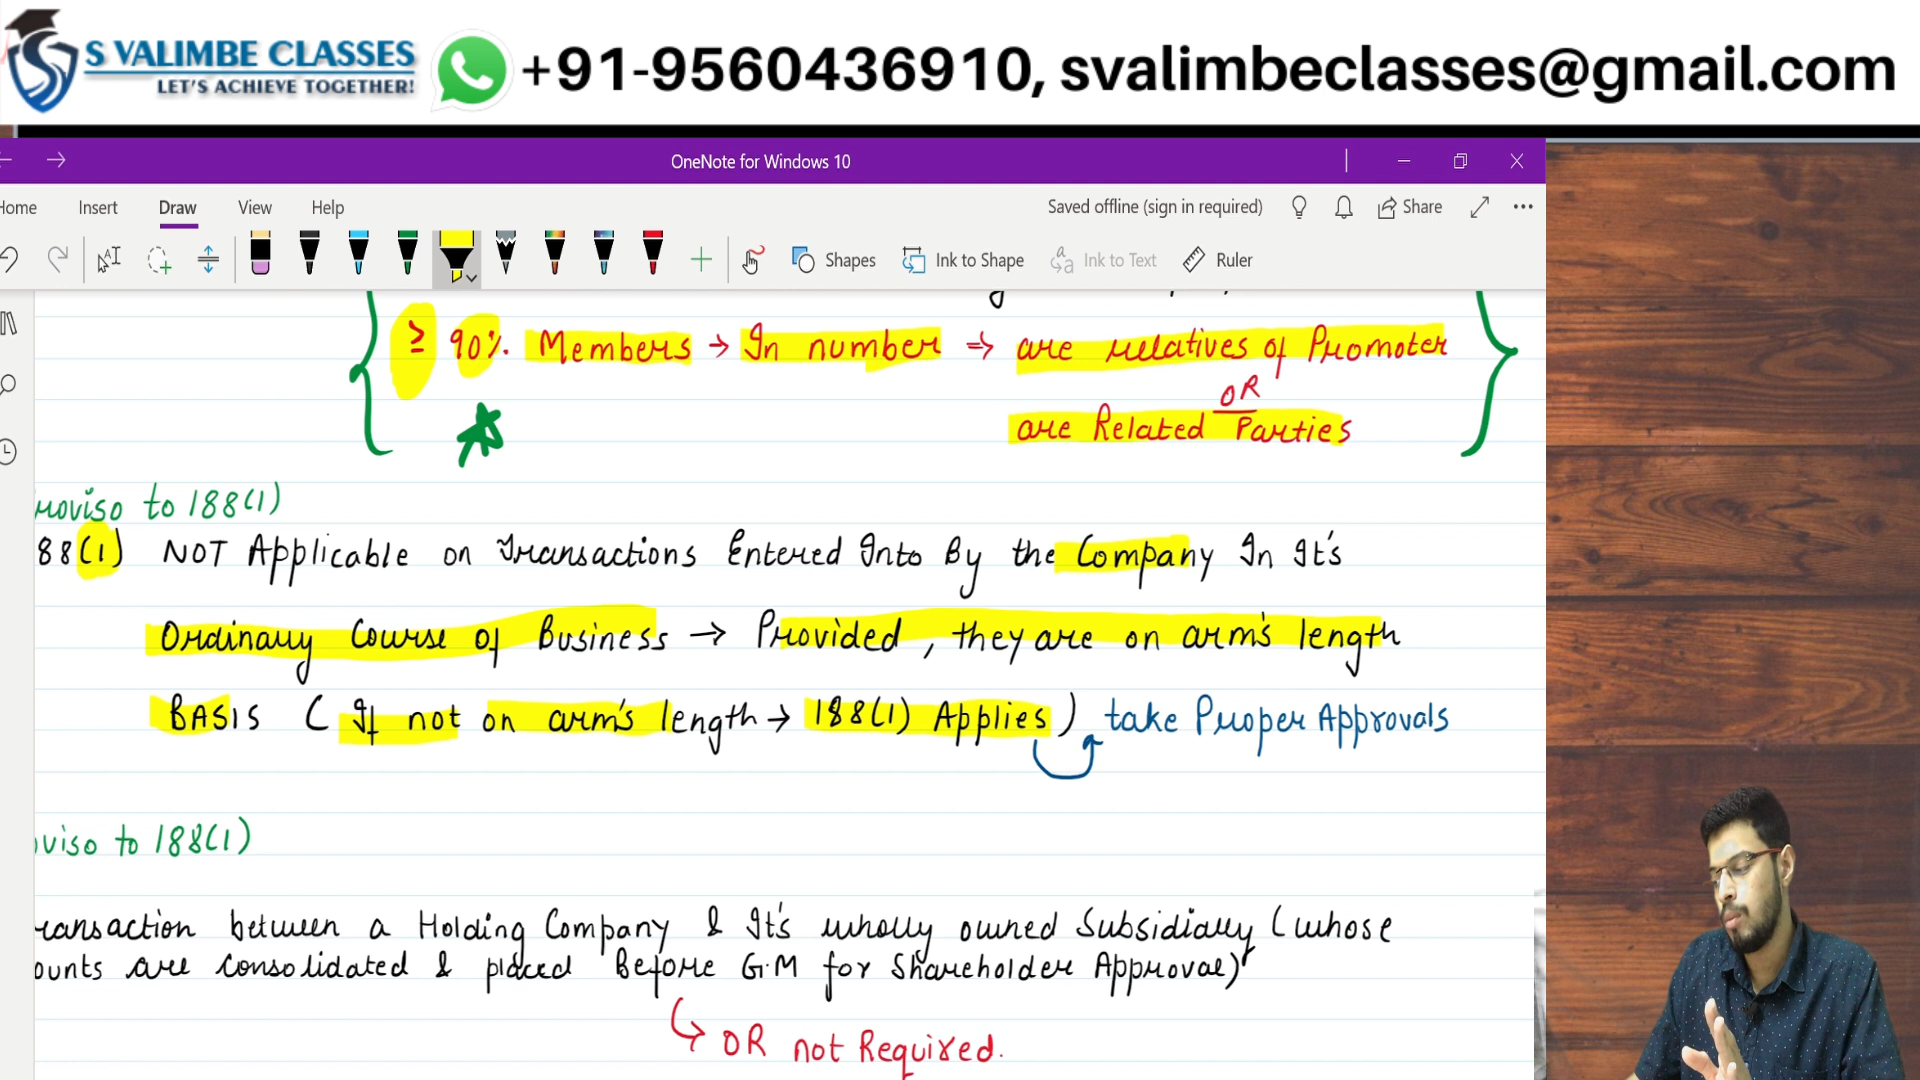 S VALIMBE CLASSES
LET'S ACHIEVE TOGETHER!
+91-9560436910, svalimbeclasses@gmail.com
OneNote for Windows 10
Home Insert Draw View Help
Saved offline (sign in required) Share
Shapes Ink to Shape Ink to Text Ruler
≥ 90% Members → In number ⇒ are relatives of Promoter
OR
are Related Parties
roviso to 188(1)
88(1) NOT Applicable on Transactions Entered Into By the Company In It's
Ordinary Course of Business → Provided, they are on arm's length
BASIS ( If not on arm's length → 188(1) Applies ) take Proper Approvals
viso to 188(1)
ransaction between a Holding Company & It's wholly owned Subsidiary ( whose
ounts are consolidated & placed Before G.M for Shareholder Approval)
↳ OR not Required.